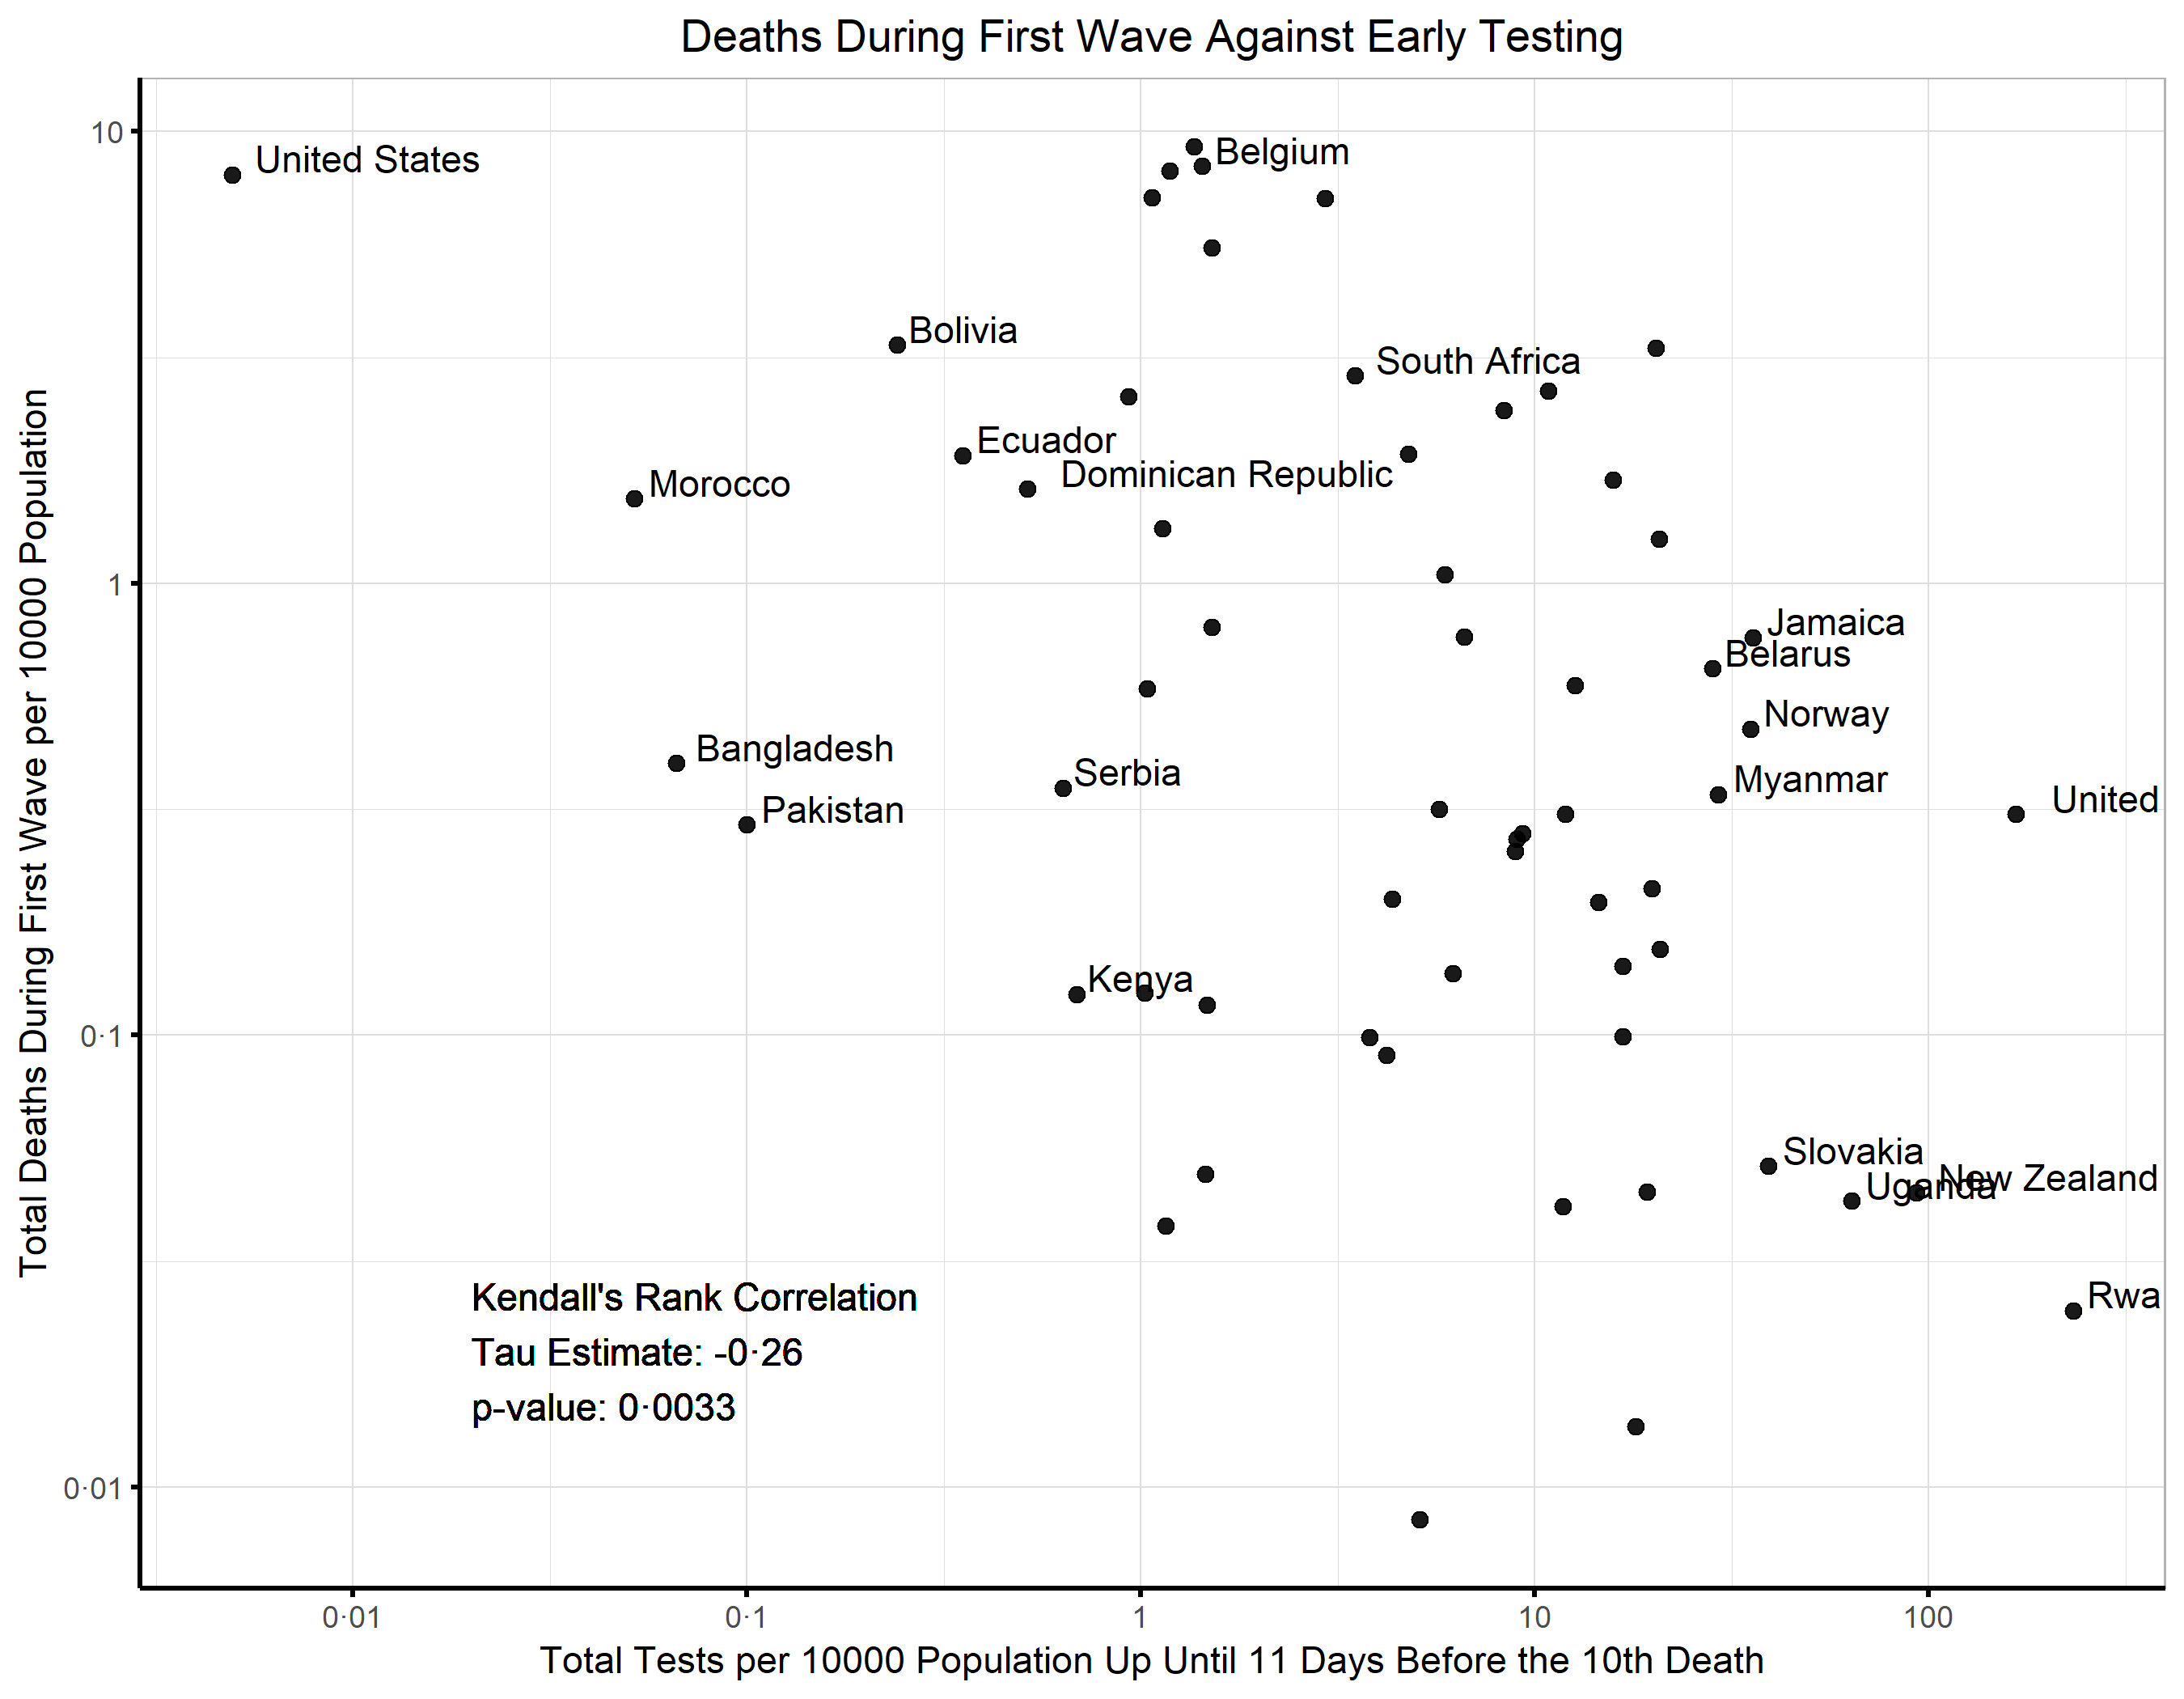 Deaths During First Wave Against Early Testing
Total Deaths During First Wave per 10000 Population
10
1
0·1
0·01
United States
Belgium
Bolivia
South Africa
Ecuador
Dominican Republic
Morocco
Jamaica
Belarus
Norway
Bangladesh
Serbia
Myanmar
United
Pakistan
Kenya
Slovakia
New Zealand
Uganda
Rwa
Kendall's Rank Correlation
Tau Estimate: -0·26
p-value: 0·0033
0·01 0·1 1 10 100
Total Tests per 10000 Population Up Until 11 Days Before the 10th Death